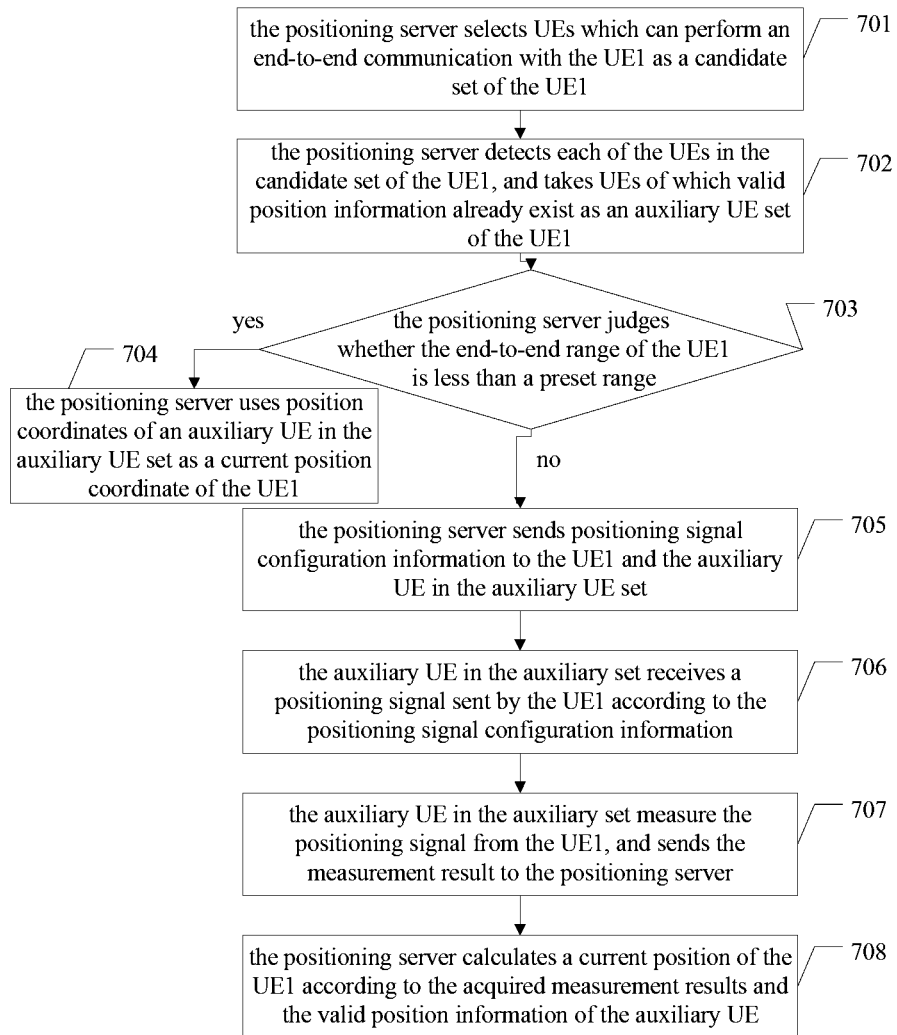 the positioning server selects UEs which can perform an
end-to-end communication with the UE1 as a candidate
set of the UE1
701
the positioning server detects each of the UEs in the
candidate set of the UE1, and takes UEs of which valid
position information already exist as an auxiliary UE set
of the UE1
702
the positioning server judges
whether the end-to-end range of the UE1
is less than a preset range
703
yes
704
the positioning server uses position
coordinates of an auxiliary UE in the
auxiliary UE set as a current position
coordinate of the UE1
no
the positioning server sends positioning signal
configuration information to the UE1 and the auxiliary
UE in the auxiliary UE set
705
the auxiliary UE in the auxiliary set receives a
positioning signal sent by the UE1 according to the
positioning signal configuration information
706
the auxiliary UE in the auxiliary set measure the
positioning signal from the UE1, and sends the
measurement result to the positioning server
707
the positioning server calculates a current position of the
UE1 according to the acquired measurement results and
the valid position information of the auxiliary UE
708